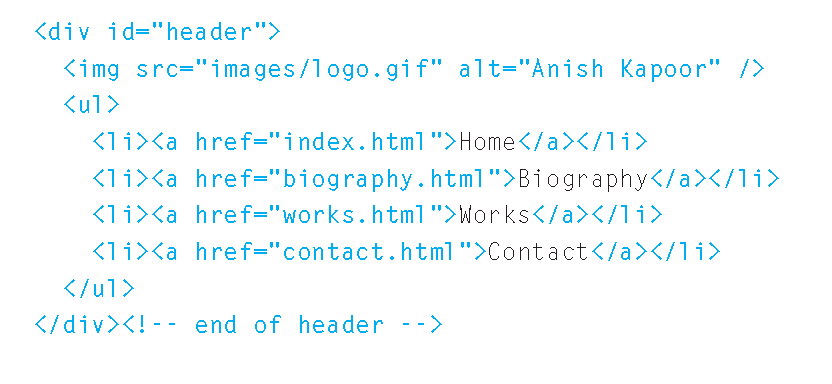 <div id="header">
  <img src="images/logo.gif" alt="Anish Kapoor" />
  <ul>
    <li><a href="index.html">Home</a></li>
    <li><a href="biography.html">Biography</a></li>
    <li><a href="works.html">Works</a></li>
    <li><a href="contact.html">Contact</a></li>
  </ul>
</div><!-- end of header -->